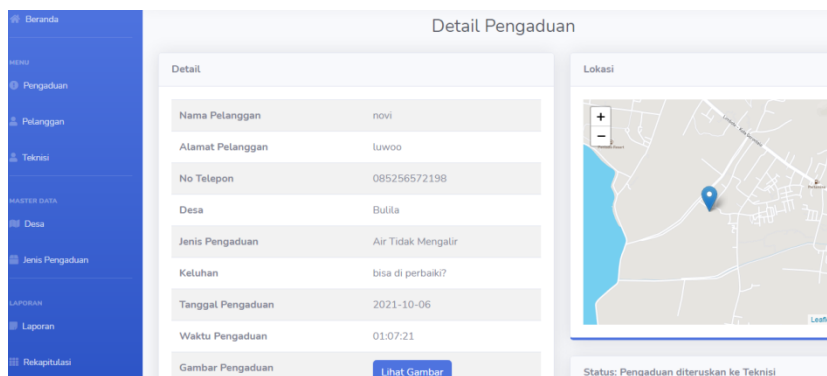 Beranda
MENU
Pengaduan
Pelanggan
Teknisi
MASTER DATA
Desa
Jenis Pengaduan
LAPORAN
Laporan
Rekapitulasi
Detail Pengaduan
Detail
Nama Pelanggan novi
Alamat Pelanggan luwoo
No Telepon 085256572198
Desa Bulila
Jenis Pengaduan Air Tidak Mengalir
Keluhan bisa di perbaiki?
Tanggal Pengaduan 2021-10-06
Waktu Pengaduan 01:07:21
Gambar Pengaduan Lihat Gambar
Lokasi
+
−
Leafl
Status: Pengaduan diteruskan ke Teknisi